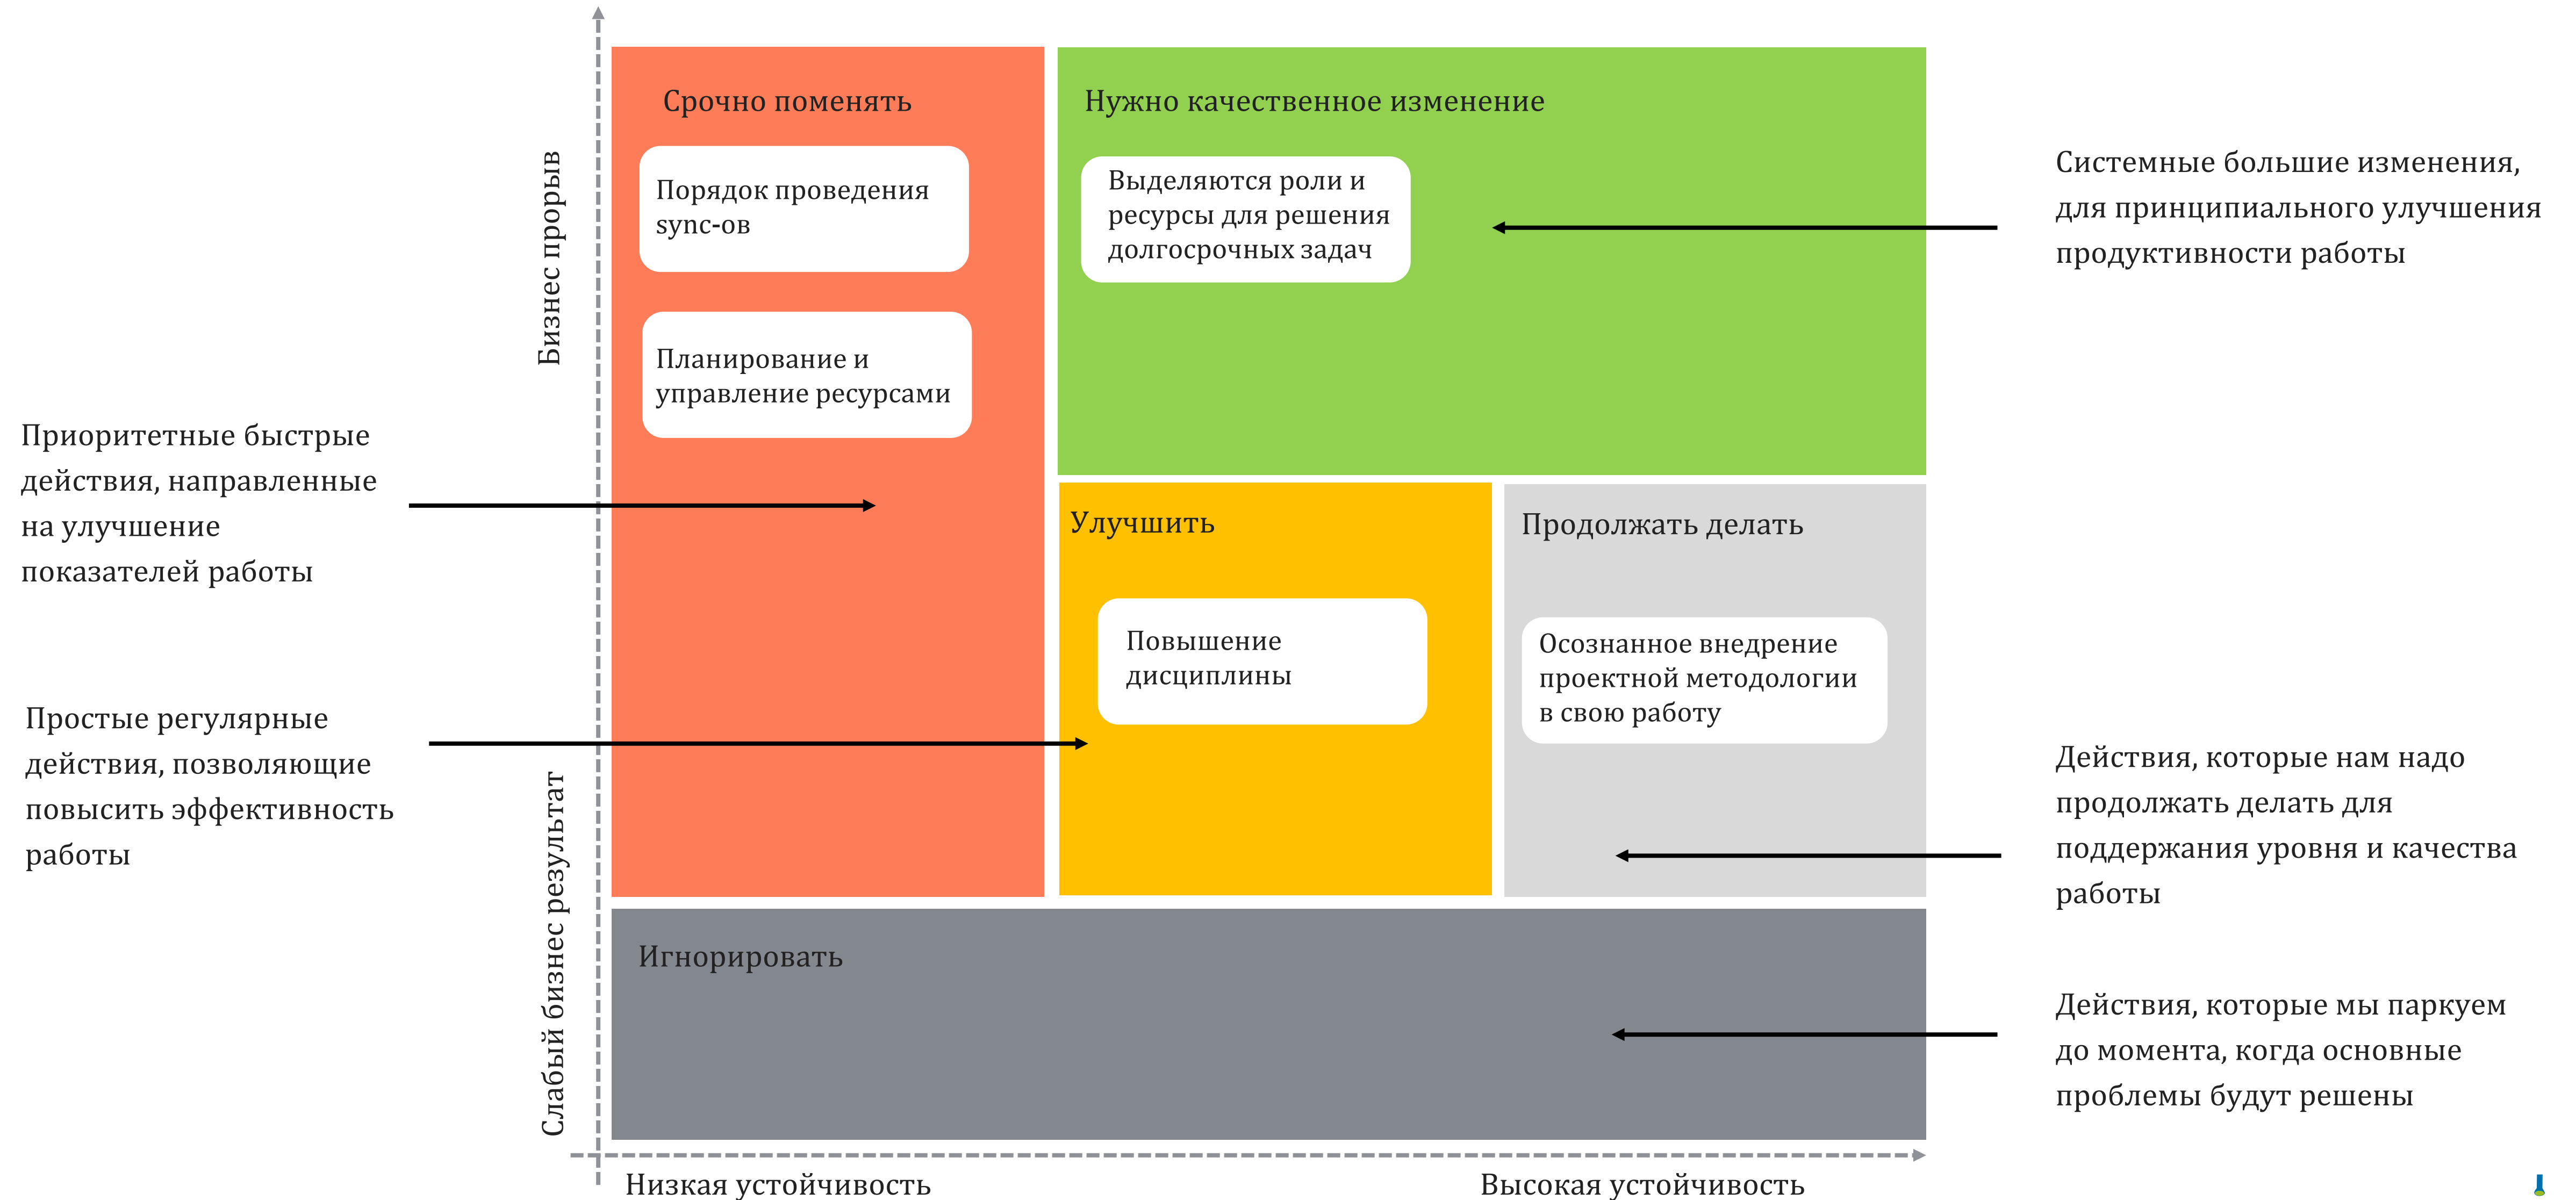 Срочно поменять
Порядок проведения
sync-ов
Планирование и
управление ресурсами
Нужно качественное изменение
Выделяются роли и
ресурсы для решения
долгосрочных задач
Системные большие изменения,
для принципиального улучшения
продуктивности работы
Бизнес прорыв
Приоритетные быстрые
действия, направленные
на улучшение
показателей работы
Улучшить
Повышение
дисциплины
Продолжать делать
Осознанное внедрение
проектной методологии
в свою работу
Простые регулярные
действия, позволяющие
повысить эффективность
работы
Слабый бизнес результат
Действия, которые нам надо
продолжать делать для
поддержания уровня и качества
работы
Игнорировать
Действия, которые мы паркуем
до момента, когда основные
проблемы будут решены
Низкая устойчивость
Высокая устойчивость